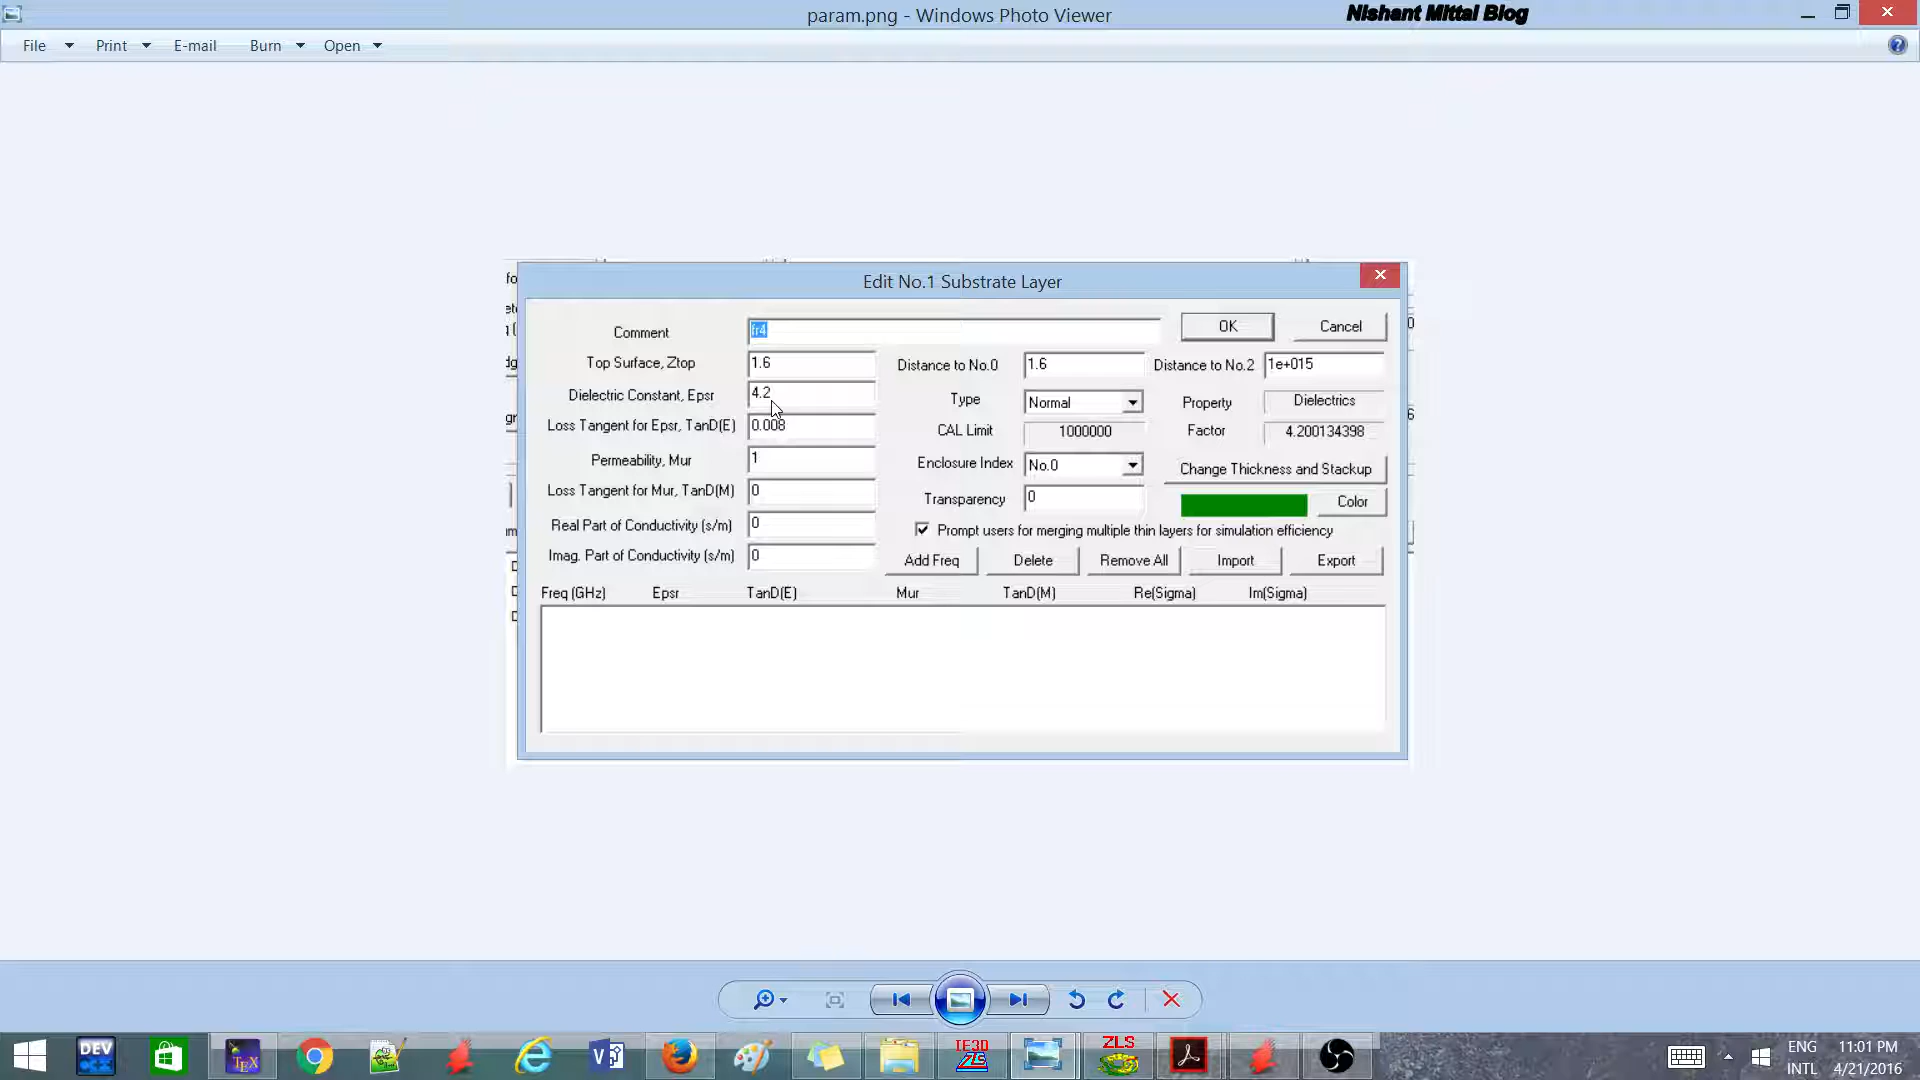 param.png - Windows Photo Viewer
Nishant Mittal Blog
File Print E-mail Burn Open
Edit No.1 Substrate Layer
Comment fr4 OK Cancel
Top Surface, Ztop 1.6 Distance to No.0 1.6 Distance to No.2 1e+015
Dielectric Constant, Epsr 4.2 Type Normal Property Dielectrics
Loss Tangent for Epsr, TanD(E) 0.008 CAL Limit 1000000 Factor 4.200134398
Permeability, Mur 1 Enclosure Index No.0 Change Thickness and Stackup
Loss Tangent for Mur, TanD(M) 0 Transparency 0 Color
Real Part of Conductivity (s/m) 0 Prompt users for merging multiple thin layers for simulation efficiency
Imag. Part of Conductivity (s/m) 0 Add Freq Delete Remove All Import Export
Freq (GHz) Epsr TanD(E) Mur TanD(M) Re(Sigma) Im(Sigma)
DEV
TEX
IE3D
ZLS
ENG 11:01 PM
INTL 4/21/2016